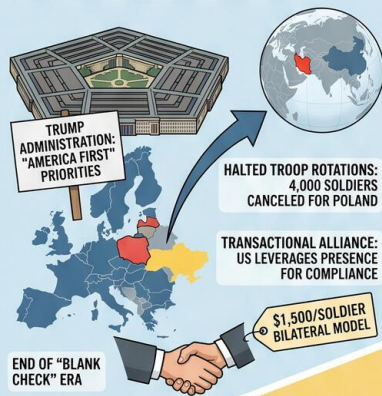 TRUMP
ADMINISTRATION:
"AMERICA FIRST"
PRIORITIES
HALTED TROOP ROTATIONS:
4,000 SOLDIERS
CANCELED FOR POLAND
TRANSACTIONAL ALLIANCE:
US LEVERAGES PRESENCE
FOR COMPLIANCE
$1,500/SOLDIER
BILATERAL MODEL
END OF "BLANK
CHECK" ERA